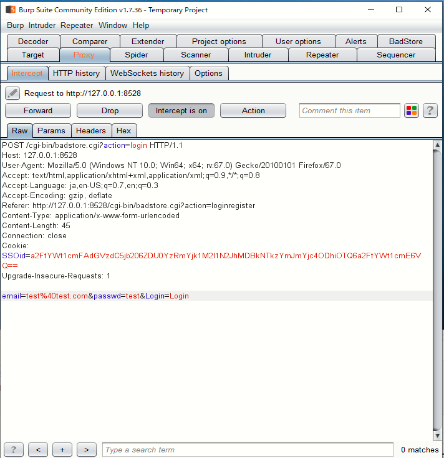 Burp Suite Community Edition v1.7.36 - Temporary Project
Burp Intruder Repeater Window Help
Decoder Comparer Extender Project options User options Alerts BadStore
Target Proxy Spider Scanner Intruder Repeater Sequencer
Intercept HTTP history WebSockets history Options
Request to http://127.0.0.1:8528
Forward Drop Intercept is on Action Comment this item ?
Raw Params Headers Hex
POST /cgi-bin/badstore.cgi?action=login HTTP/1.1
Host: 127.0.0.1:8528
User-Agent: Mozilla/5.0 (Windows NT 10.0; Win64; x64; rv:67.0) Gecko/20100101 Firefox/67.0
Accept: text/html,application/xhtml+xml,application/xml;q=0.9,*/*;q=0.8
Accept-Language: ja,en-US;q=0.7,en;q=0.3
Accept-Encoding: gzip, deflate
Referer: http://127.0.0.1:8528/cgi-bin/badstore.cgi?action=loginregister
Content-Type: application/x-www-form-urlencoded
Content-Length: 45
Connection: close
Cookie:
Q==
Upgrade-Insecure-Requests: 1
email=test%40test.com&passwd=test&Login=Login
? < + > Type a search term 0 matches